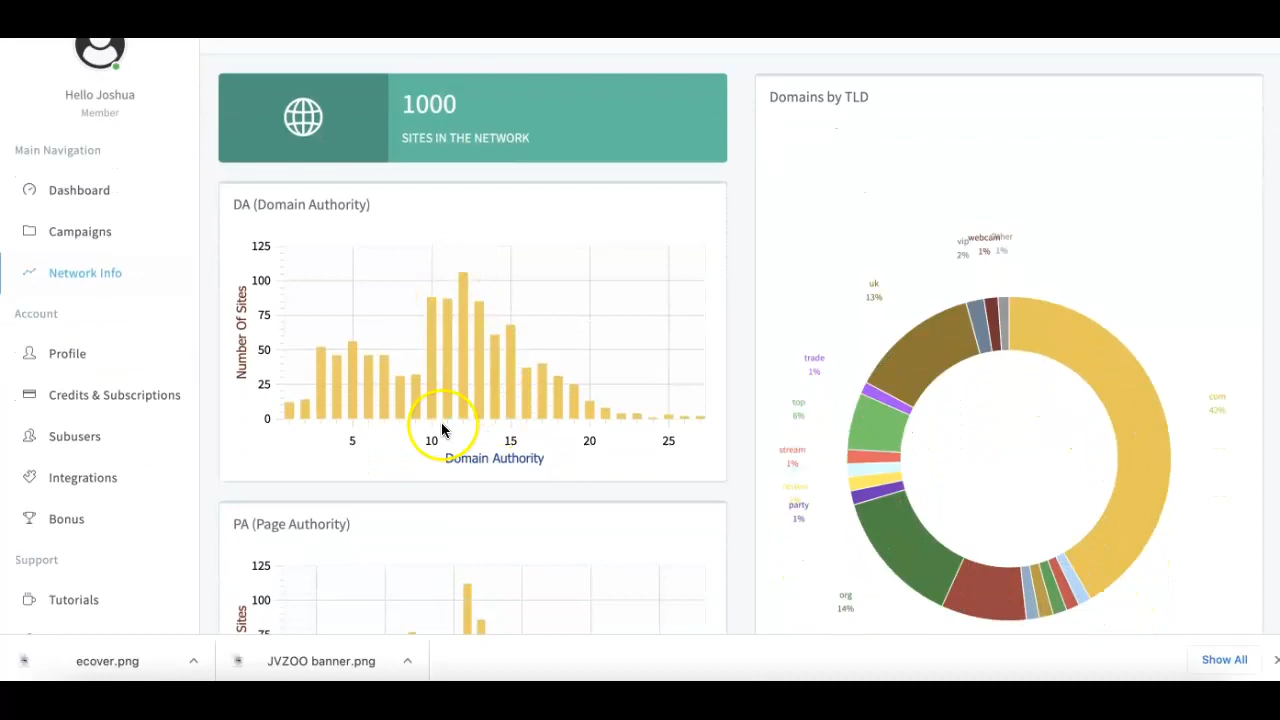 Hello Joshua
Member
Main Navigation
Dashboard
Campaigns
Network Info
Account
Profile
Credits & Subscriptions
Subusers
Integrations
Bonus
Support
Tutorials
1000
SITES IN THE NETWORK
DA (Domain Authority)
125
100
75
50
25
0
Number Of Sites
5
10
15
20
25
Domain Authority
PA (Page Authority)
125
100
75
Sites
Domains by TLD
vip
2%
webcam
1%
1%
uk
13%
trade
1%
top
6%
stream
1%
party
1%
org
14%
com
42%
ecover.png
JVZOO banner.png
Show All